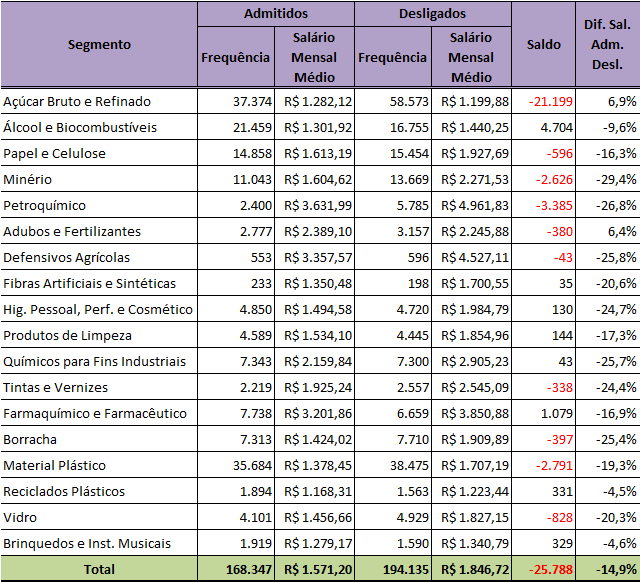 Segmento Admitidos Desligados Saldo Dif. Sal. Adm. Desl.
Frequência Salário Mensal Médio Frequência Salário Mensal Médio
Açúcar Bruto e Refinado 37.374 R$ 1.282,12 58.573 R$ 1.199,88 -21.199 6,9%
Álcool e Biocombustíveis 21.459 R$ 1.301,92 16.755 R$ 1.440,25 4.704 -9,6%
Papel e Celulose 14.858 R$ 1.613,19 15.454 R$ 1.927,69 -596 -16,3%
Minério 11.043 R$ 1.604,62 13.669 R$ 2.271,53 -2.626 -29,4%
Petroquímico 2.400 R$ 3.631,99 5.785 R$ 4.961,83 -3.385 -26,8%
Adubos e Fertilizantes 2.777 R$ 2.389,10 3.157 R$ 2.245,88 -380 6,4%
Defensivos Agrícolas 553 R$ 3.357,57 596 R$ 4.527,11 -43 -25,8%
Fibras Artificiais e Sintéticas 233 R$ 1.350,48 198 R$ 1.700,55 35 -20,6%
Hig. Pessoal, Perf. e Cosmético 4.850 R$ 1.494,58 4.720 R$ 1.984,79 130 -24,7%
Produtos de Limpeza 4.589 R$ 1.534,10 4.445 R$ 1.854,96 144 -17,3%
Químicos para Fins Industriais 7.343 R$ 2.159,84 7.300 R$ 2.905,23 43 -25,7%
Tintas e Vernizes 2.219 R$ 1.925,24 2.557 R$ 2.545,09 -338 -24,4%
Farmaquímico e Farmacêutico 7.738 R$ 3.201,86 6.659 R$ 3.850,88 1.079 -16,9%
Borracha 7.313 R$ 1.424,02 7.710 R$ 1.909,89 -397 -25,4%
Material Plástico 35.684 R$ 1.378,45 38.475 R$ 1.707,19 -2.791 -19,3%
Reciclados Plásticos 1.894 R$ 1.168,31 1.563 R$ 1.223,44 331 -4,5%
Vidro 4.101 R$ 1.456,66 4.929 R$ 1.827,15 -828 -20,3%
Brinquedos e Inst. Musicais 1.919 R$ 1.279,17 1.590 R$ 1.340,79 329 -4,6%
Total 168.347 R$ 1.571,20 194.135 R$ 1.846,72 -25.788 -14,9%